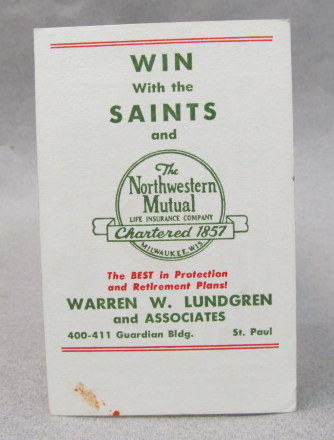 WIN
With the
SAINTS
and
The
Northwestern
Mutual
LIFE INSURANCE COMPANY
Chartered 1857
MILWAUKEE, WIS.
The BEST in Protection
and Retirement Plans!
WARREN W. LUNDGREN
and ASSOCIATES
400-411 Guardian Bldg. St. Paul